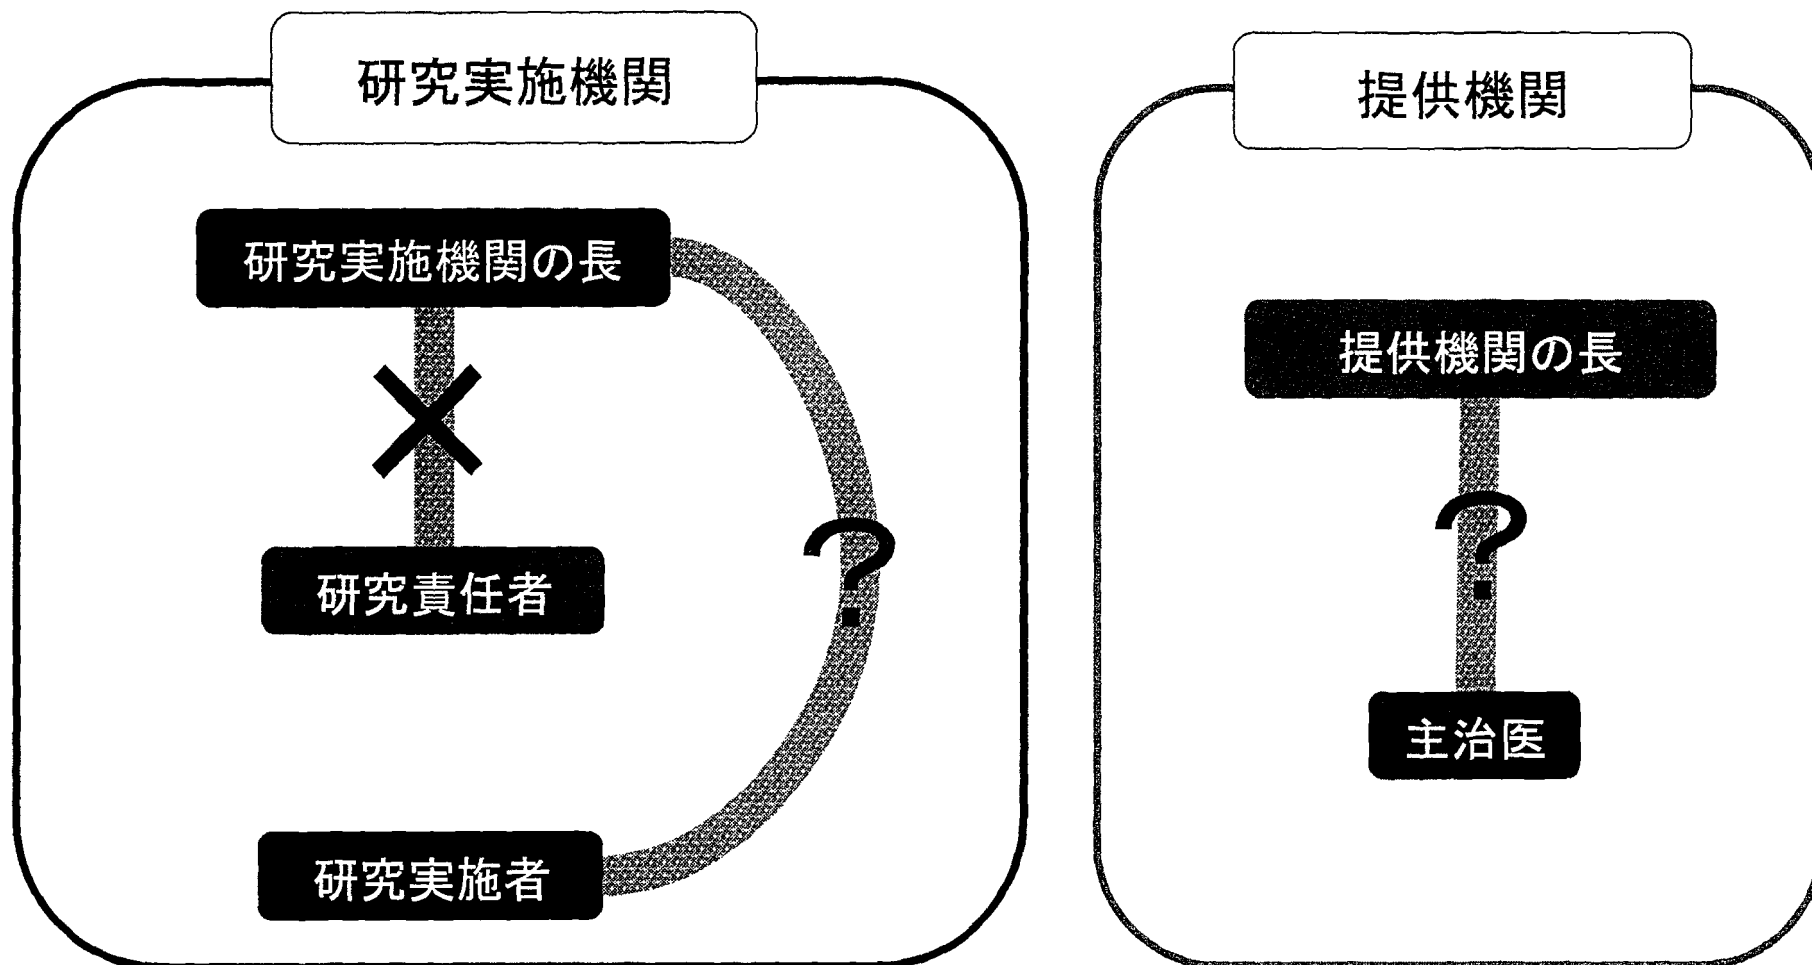 研究実施機関
研究実施機関の長
×
研究責任者
?
研究実施者
提供機関
提供機関の長
?
主治医